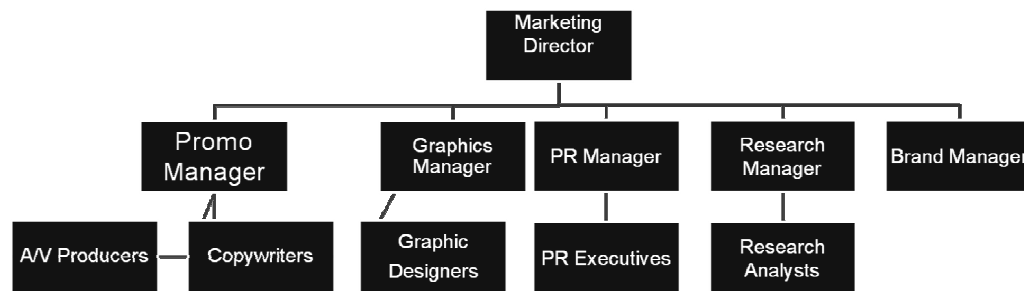 Marketing
Director
Promo
Manager
Graphics
Manager
PR Manager
Research
Manager
Brand Manager
A/V Producers
Copywriters
Graphic
Designers
PR Executives
Research
Analysts